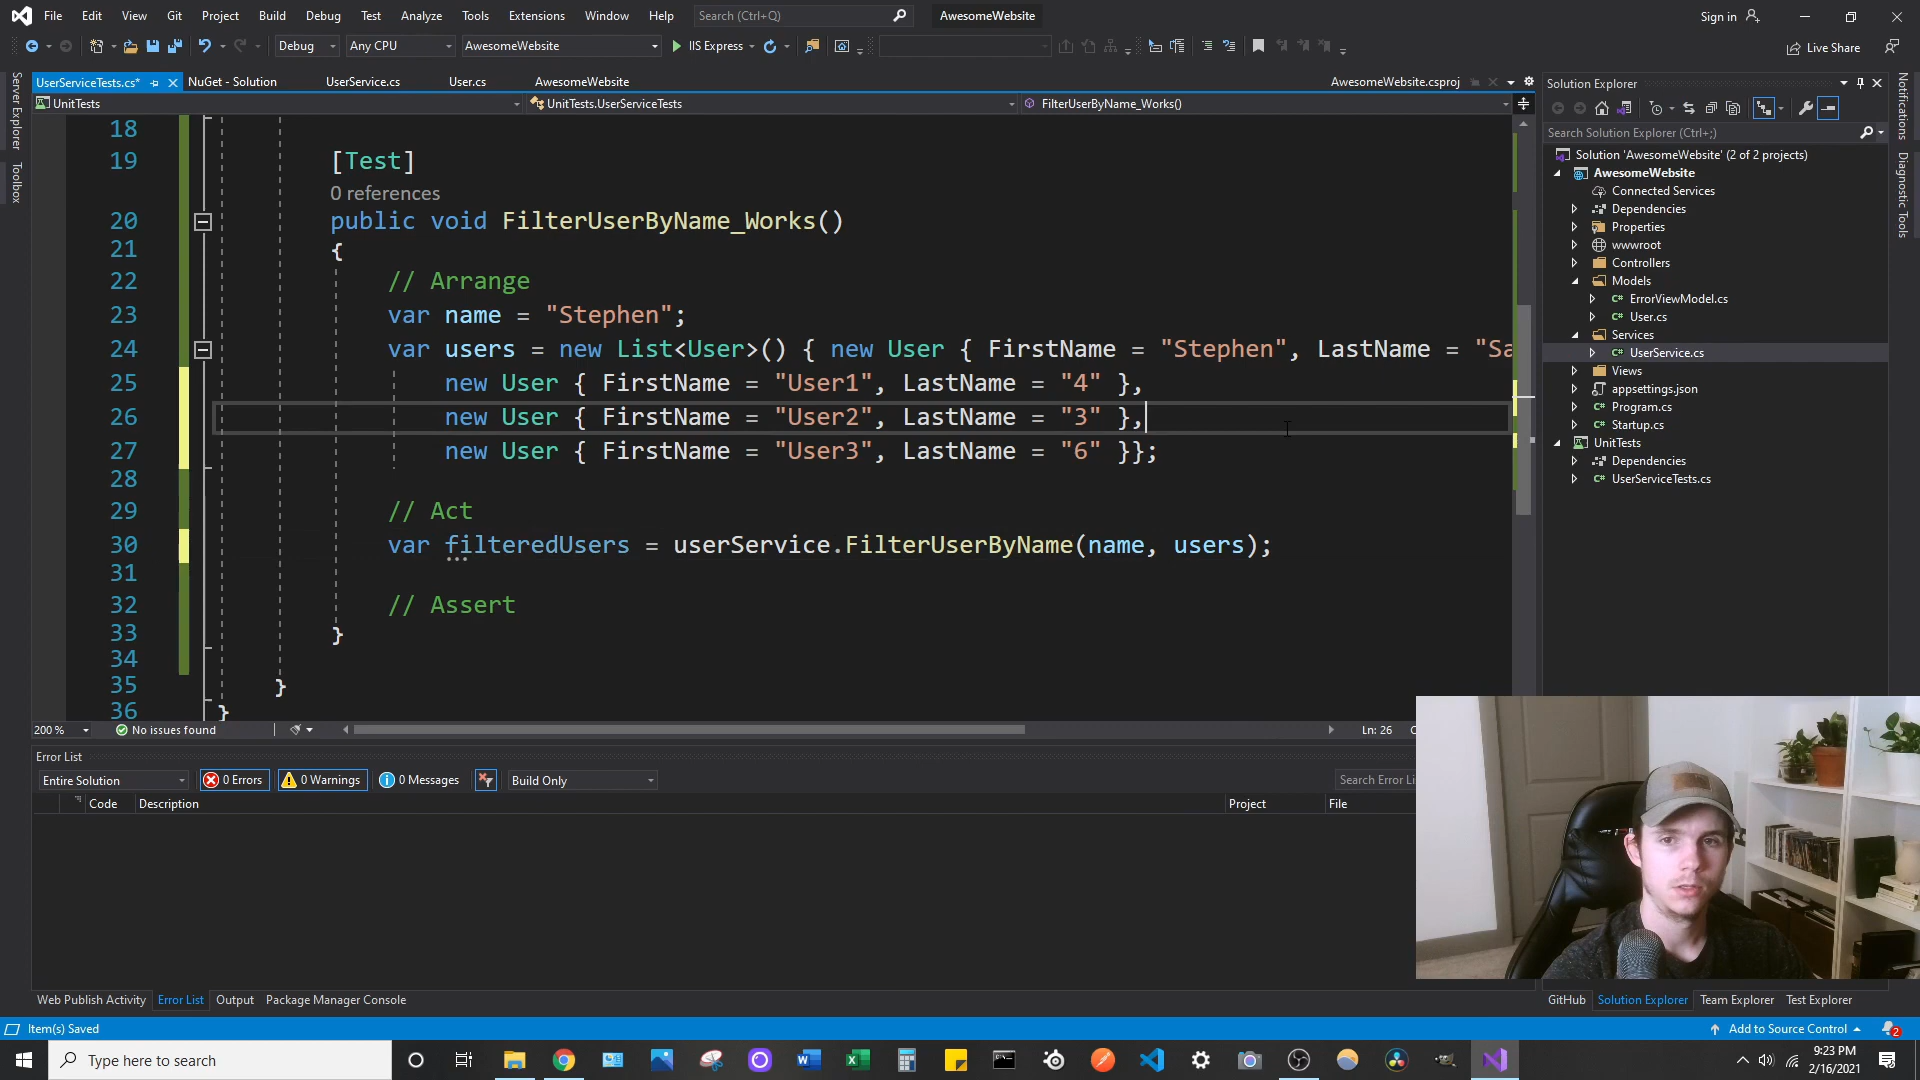 File Edit View Git Project Build Debug Test Analyze Tools Extensions Window Help Search (Ctrl+Q) AwesomeWebsite Sign in
Debug Any CPU AwesomeWebsite IIS Express Live Share
UserServiceTests.cs* NuGet - Solution UserService.cs User.cs AwesomeWebsite AwesomeWebsite.csproj
UnitTests UnitTests.UserServiceTests FilterUserByName_Works()
Server Explorer
Toolbox
18
19 [Test]
0 references
20 public void FilterUserByName_Works()
21 {
22 // Arrange
23 var name = "Stephen";
24 var users = new List<User>() { new User { FirstName = "Stephen", LastName = "Sa
25 new User { FirstName = "User1", LastName = "4" },
26 new User { FirstName = "User2", LastName = "3" },
27 new User { FirstName = "User3", LastName = "6" }};
28
29 // Act
30 var filteredUsers = userService.FilterUserByName(name, users);
31
32 // Assert
33 }
34
35 }
36 }
200 % No issues found Ln: 26
Error List
Entire Solution 0 Errors 0 Warnings 0 Messages Build Only Search Error Li
Code Description Project File
Web Publish Activity Error List Output Package Manager Console
Solution Explorer
Search Solution Explorer (Ctrl+;)
Solution 'AwesomeWebsite' (2 of 2 projects)
AwesomeWebsite
Connected Services
Dependencies
Properties
wwwroot
Controllers
Models
C# ErrorViewModel.cs
C# User.cs
Services
C# UserService.cs
Views
appsettings.json
C# Program.cs
C# Startup.cs
UnitTests
Dependencies
C# UserServiceTests.cs
Notifications
Diagnostic Tools
GitHub Solution Explorer Team Explorer Test Explorer
Item(s) Saved Add to Source Control 2
Type here to search
9:23 PM
2/16/2021